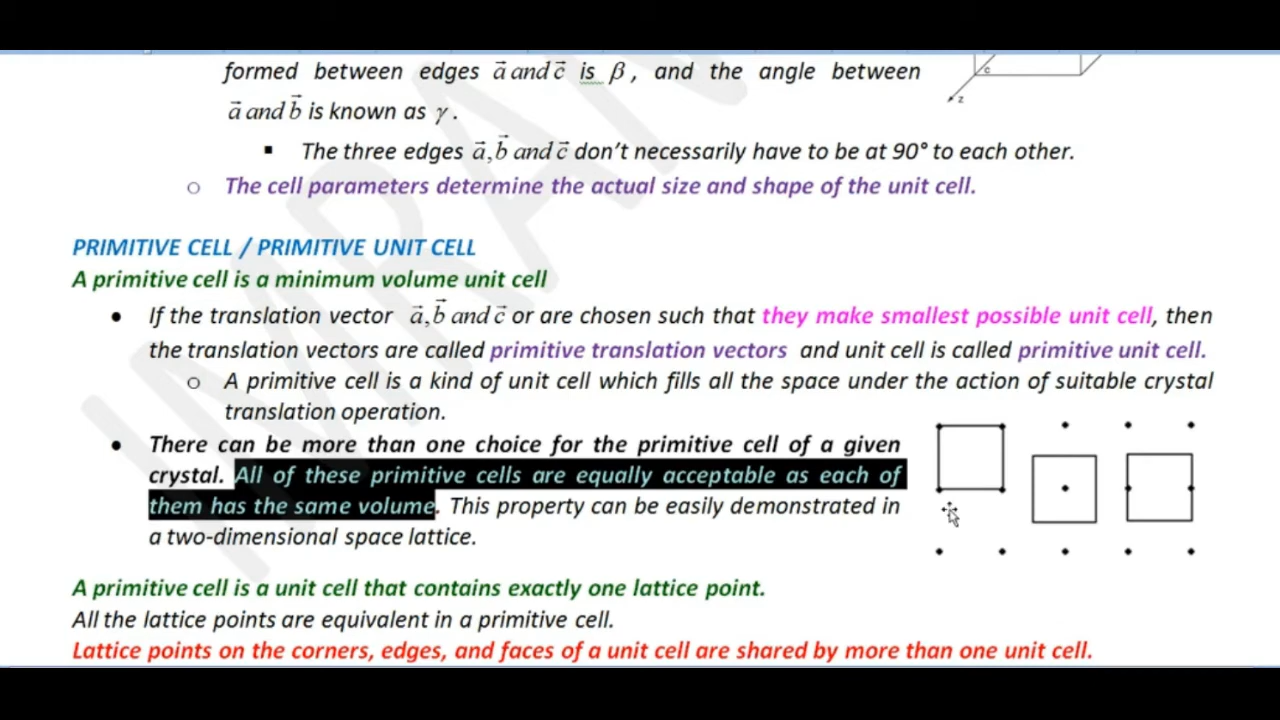 formed between edges a⃗ and c⃗ is β, and the angle between
a⃗ and b⃗ is known as γ.
▪ The three edges a⃗, b⃗ and c⃗ don't necessarily have to be at 90° to each other.
○ The cell parameters determine the actual size and shape of the unit cell.
PRIMITIVE CELL / PRIMITIVE UNIT CELL
A primitive cell is a minimum volume unit cell
• If the translation vector a⃗, b⃗ and c⃗ or are chosen such that they make smallest possible unit cell, then
the translation vectors are called primitive translation vectors and unit cell is called primitive unit cell.
○ A primitive cell is a kind of unit cell which fills all the space under the action of suitable crystal
translation operation.
• There can be more than one choice for the primitive cell of a given
crystal. All of these primitive cells are equally acceptable as each of
them has the same volume. This property can be easily demonstrated in
a two-dimensional space lattice.
A primitive cell is a unit cell that contains exactly one lattice point.
All the lattice points are equivalent in a primitive cell.
Lattice points on the corners, edges, and faces of a unit cell are shared by more than one unit cell.
c
z
IMRAN